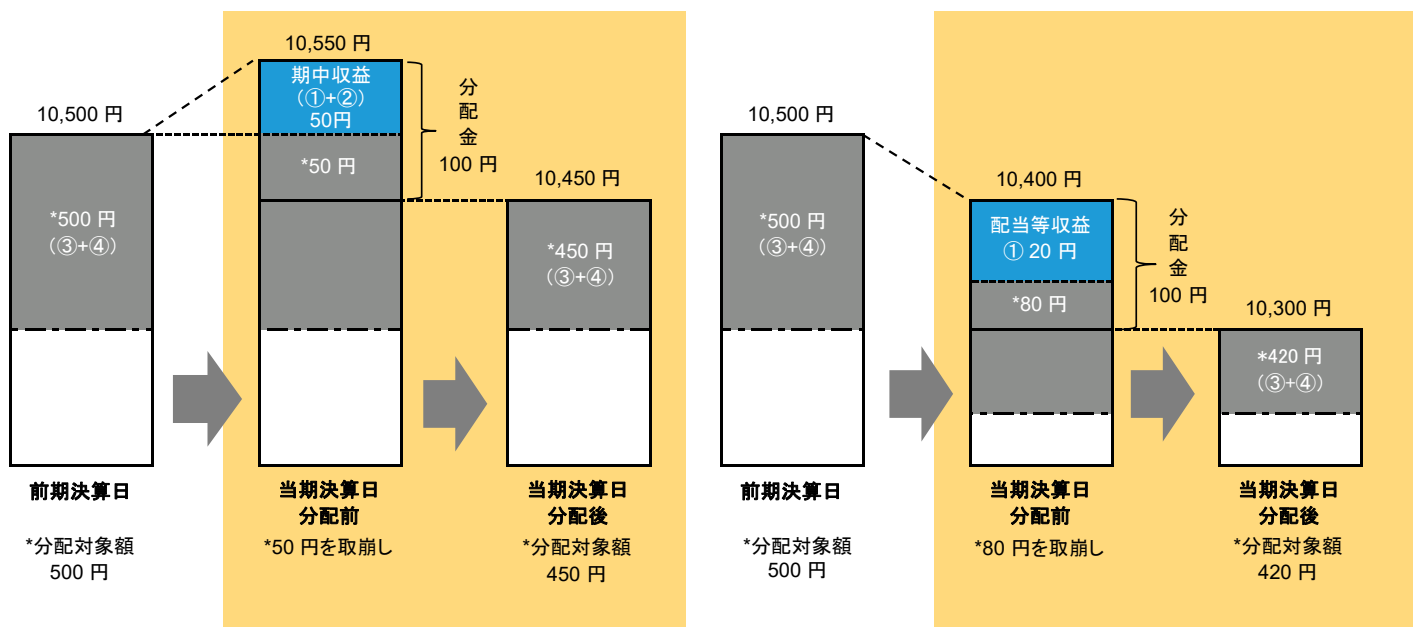 10,500 円
*500 円
(③+④)
前期決算日
*分配対象額
500 円
10,550 円
期中収益
(①+②)
50円
*50 円
分
配
金
100 円
当期決算日
分配前
*50 円を取崩し
10,450 円
*450 円
(③+④)
当期決算日
分配後
*分配対象額
450 円
10,500 円
*500 円
(③+④)
前期決算日
*分配対象額
500 円
10,400 円
配当等収益
① 20 円
*80 円
分
配
金
100 円
当期決算日
分配前
*80 円を取崩し
10,300 円
*420 円
(③+④)
当期決算日
分配後
*分配対象額
420 円